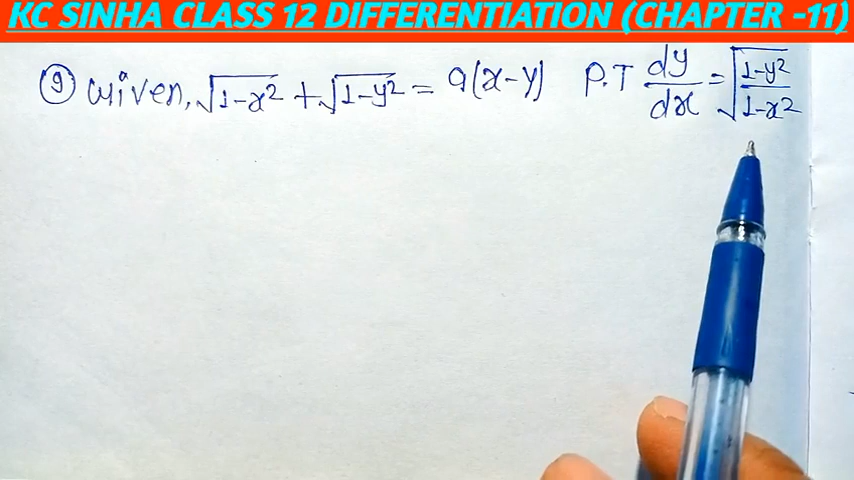 KC SINHA CLASS 12 DIFFERENTIATION (CHAPTER -11)
9 Given, √1-x² + √1-y² = a(x-y) P.T dy/dx = √1-y²/1-x²